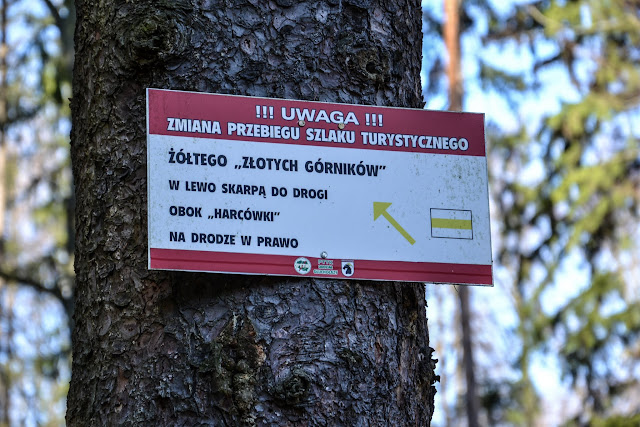 !!! UWAGA !!!
ZMIANA PRZEBIEGU SZLAKU TURYSTYCZNEGO
ŻÓŁTEGO „ZŁOTYCH GÓRNIKÓW”
W LEWO SKARPĄ DO DROGI
OBOK „HARCÓWKI”
NA DRODZE W PRAWO